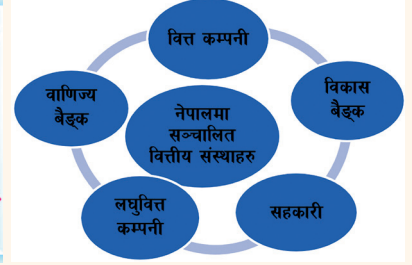 वित्त कम्पनी
वाणिज्य
बैङ्क
विकास
बैङ्क
नेपालमा
सञ्चालित
वित्तीय संस्थाहरु
लघुवित्त
कम्पनी
सहकारी